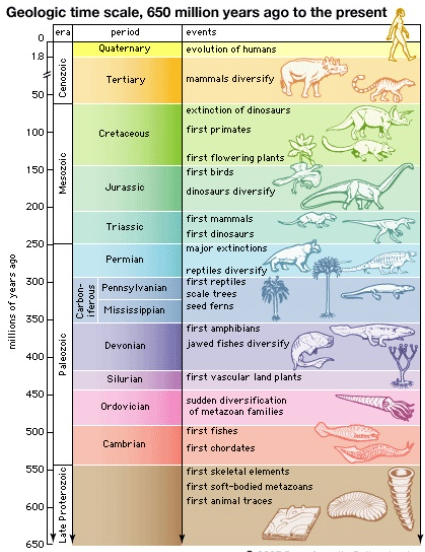 Geologic time scale, 650 million years ago to the present
era period events
0
1.8
50
100
150
200
250
300
350
400
450
500
550
600
650
millions of years ago
Cenozoic
Mesozoic
Paleozoic
Late Proterozoic
Quaternary
evolution of humans
Tertiary
mammals diversify
Cretaceous
extinction of dinosaurs
first primates
first flowering plants
Jurassic
first birds
dinosaurs diversify
Triassic
first mammals
first dinosaurs
Permian
major extinctions
reptiles diversify
Carbon-
iferous
Pennsylvanian
Mississippian
first reptiles
scale trees
seed ferns
Devonian
first amphibians
jawed fishes diversify
Silurian
first vascular land plants
Ordovician
sudden diversification
of metazoan families
Cambrian
first fishes
first chordates
first skeletal elements
first soft-bodied metazoans
first animal traces